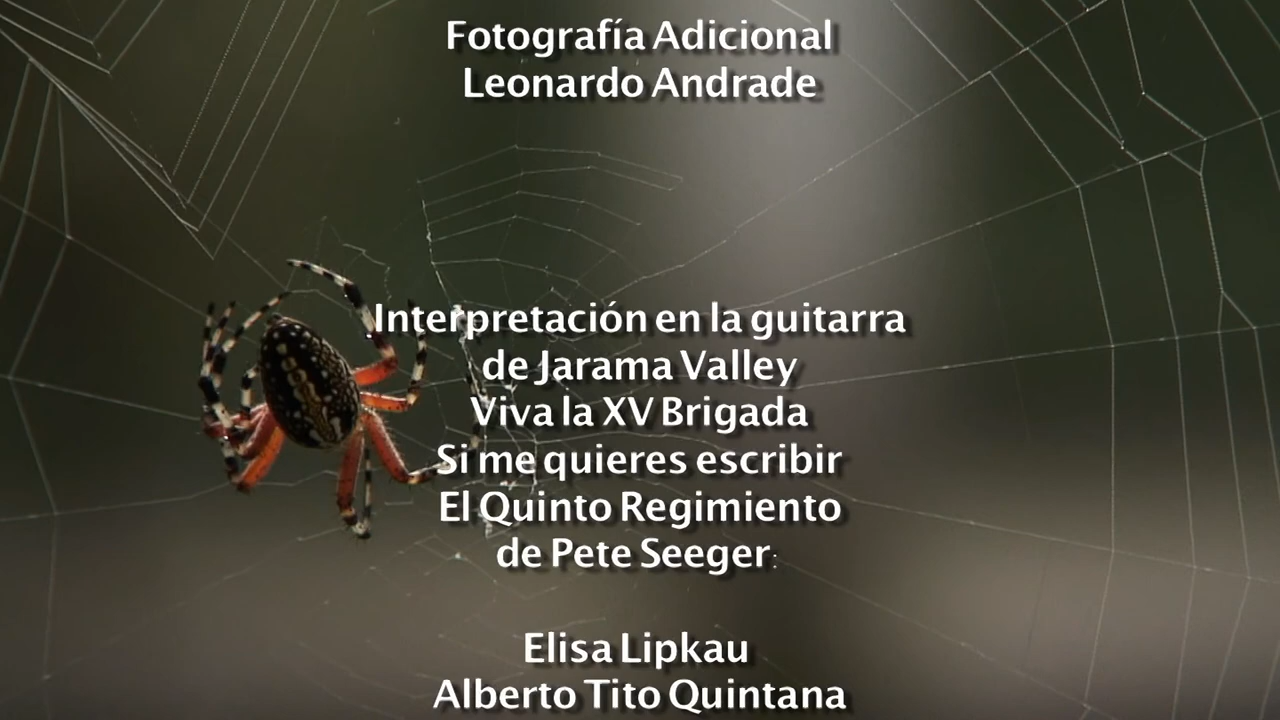 Fotografía Adicional
Leonardo Andrade
Interpretación en la guitarra
de Jarama Valley
Viva la XV Brigada
Si me quieres escribir
El Quinto Regimiento
de Pete Seeger:
Elisa Lipkau
Alberto Tito Quintana